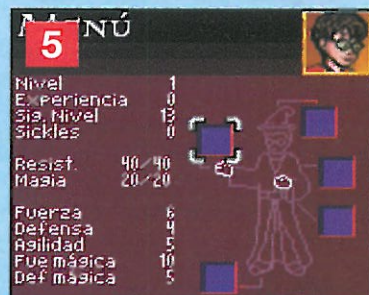 MENÚ
5
Nivel 1
Experiencia 0
Sig. Nivel 13
Sickles 0
Resist. 40/40
Magia 20/20
Fuerza 6
Defensa 4
Agilidad 5
Fue mágica 10
Def mágica 5